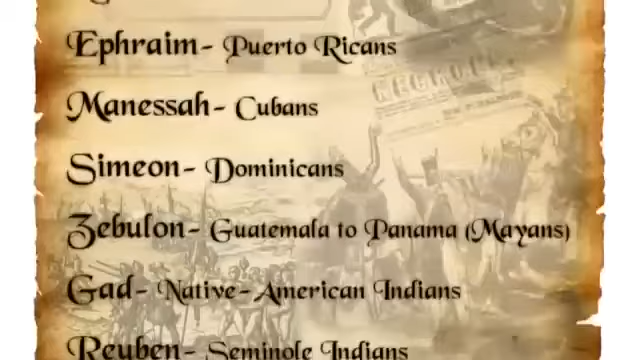 Ephraim- Puerto Ricans
Manessah- Cubans
Simeon- Dominicans
Zebulon- Guatemala to Panama (Mayans)
Gad- Native-American Indians
Reuben- Seminole Indians